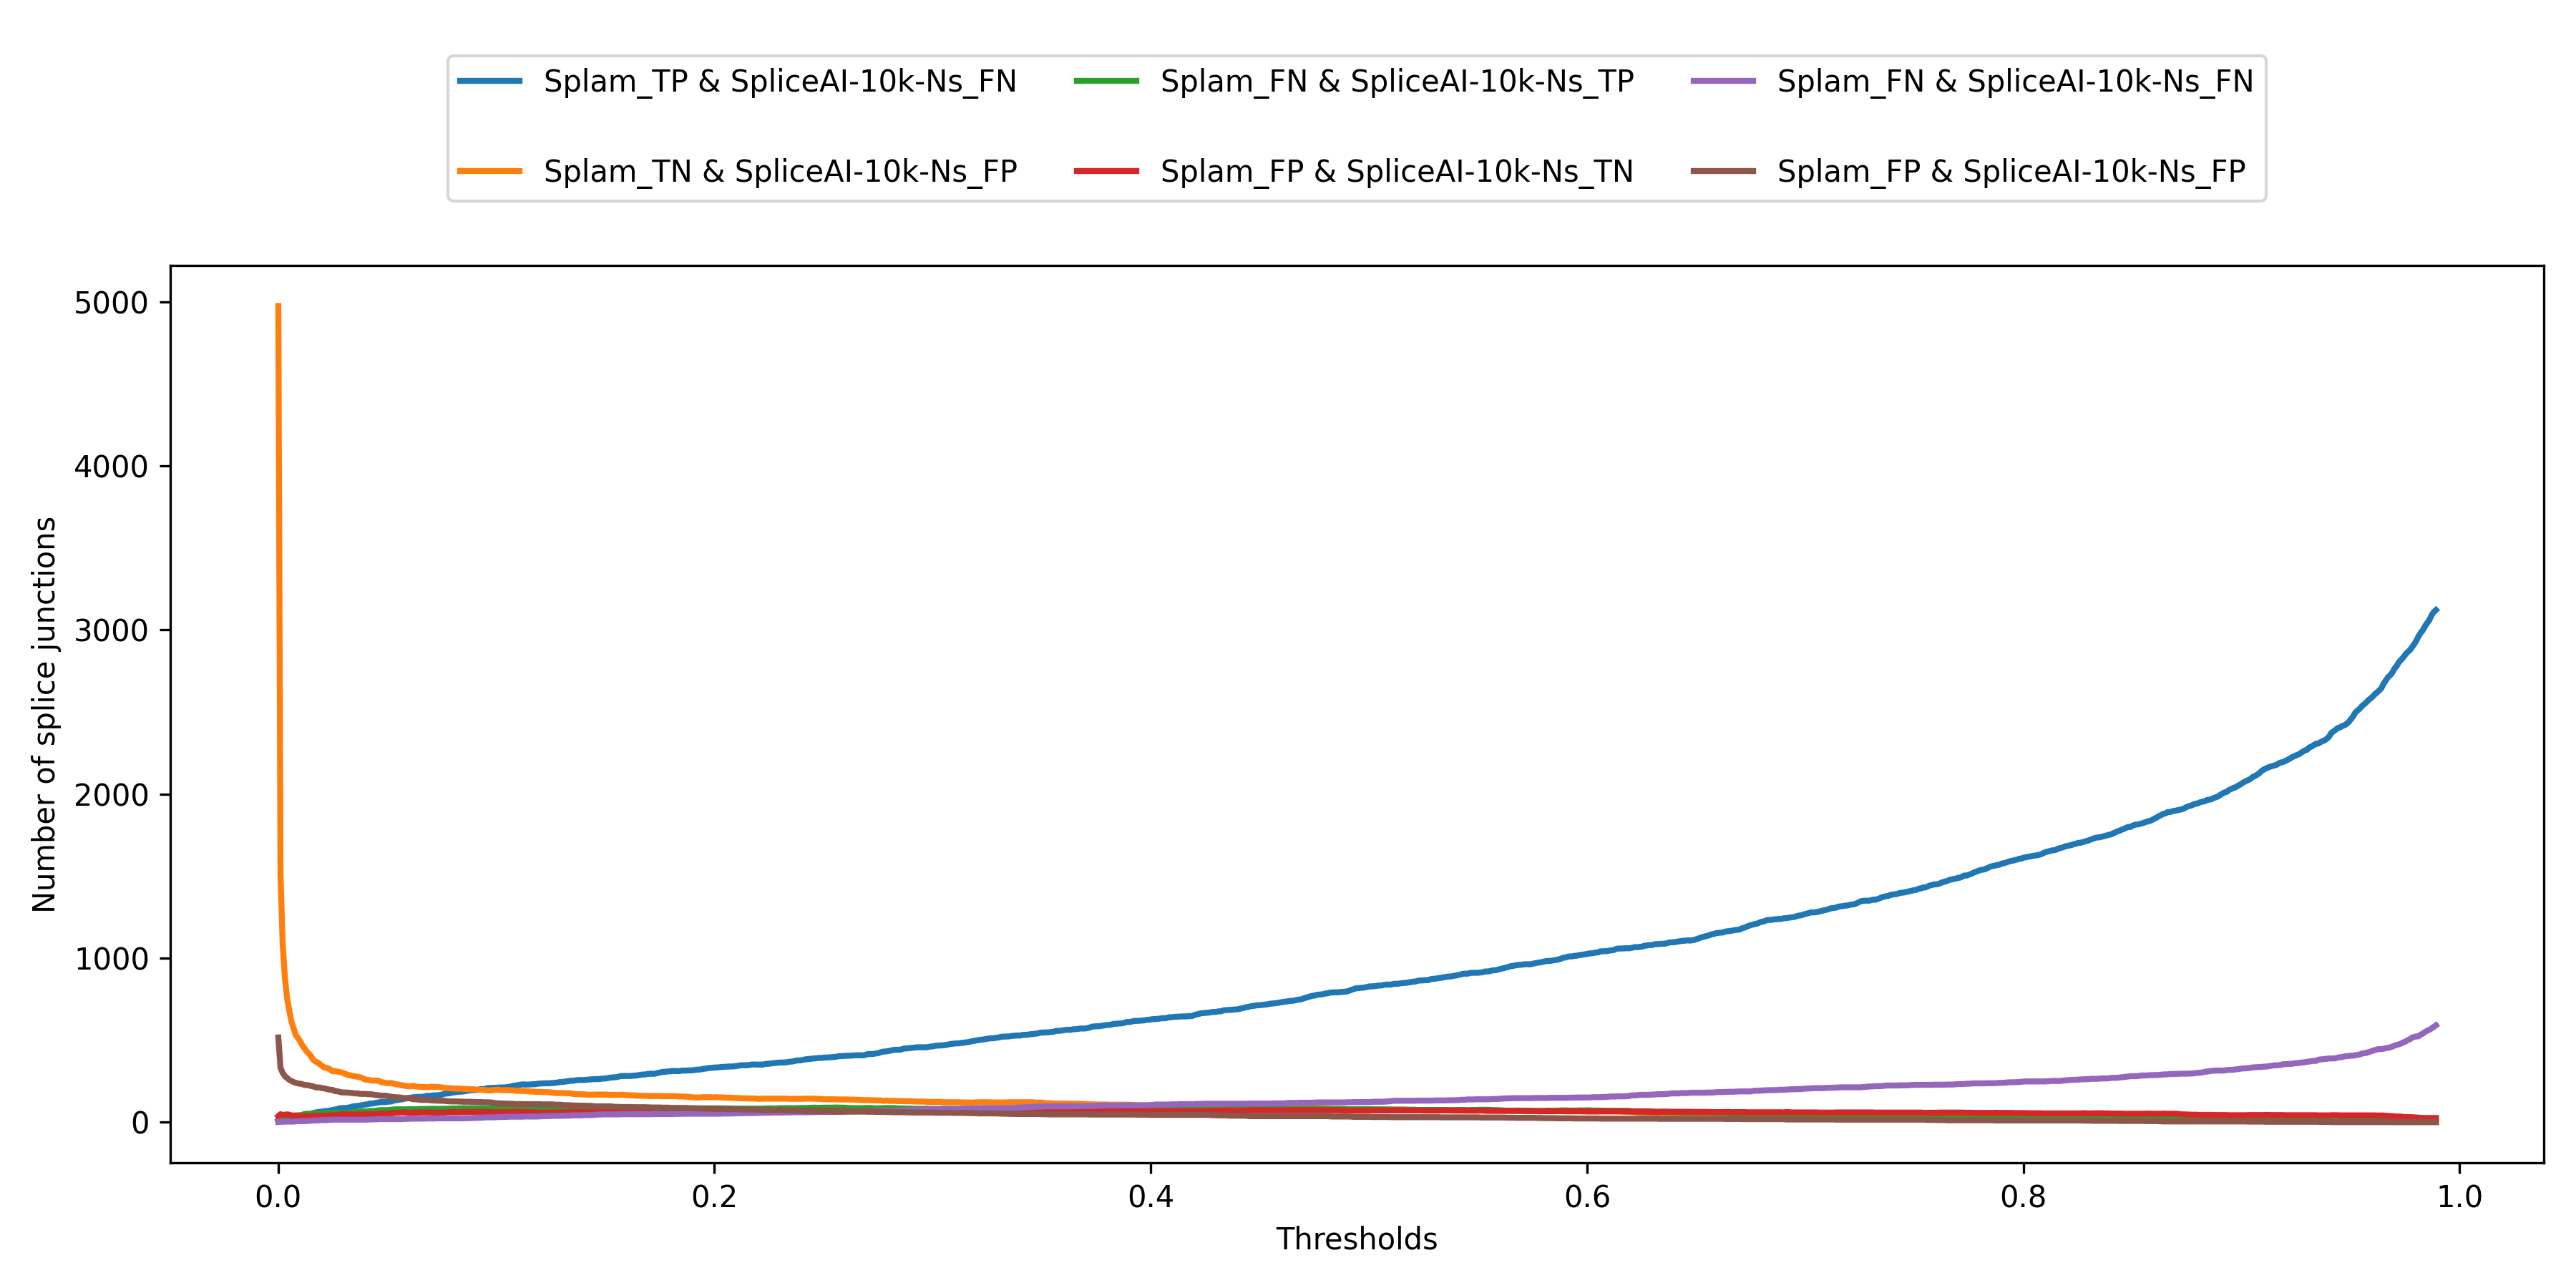 Splam_TP & SpliceAI-10k-Ns_FN Splam_FN & SpliceAI-10k-Ns_TP Splam_FN & SpliceAI-10k-Ns_FN
Splam_TN & SpliceAI-10k-Ns_FP Splam_FP & SpliceAI-10k-Ns_TN Splam_FP & SpliceAI-10k-Ns_FP
Number of splice junctions
5000
4000
3000
2000
1000
0
0.0 0.2 0.4 0.6 0.8 1.0
Thresholds